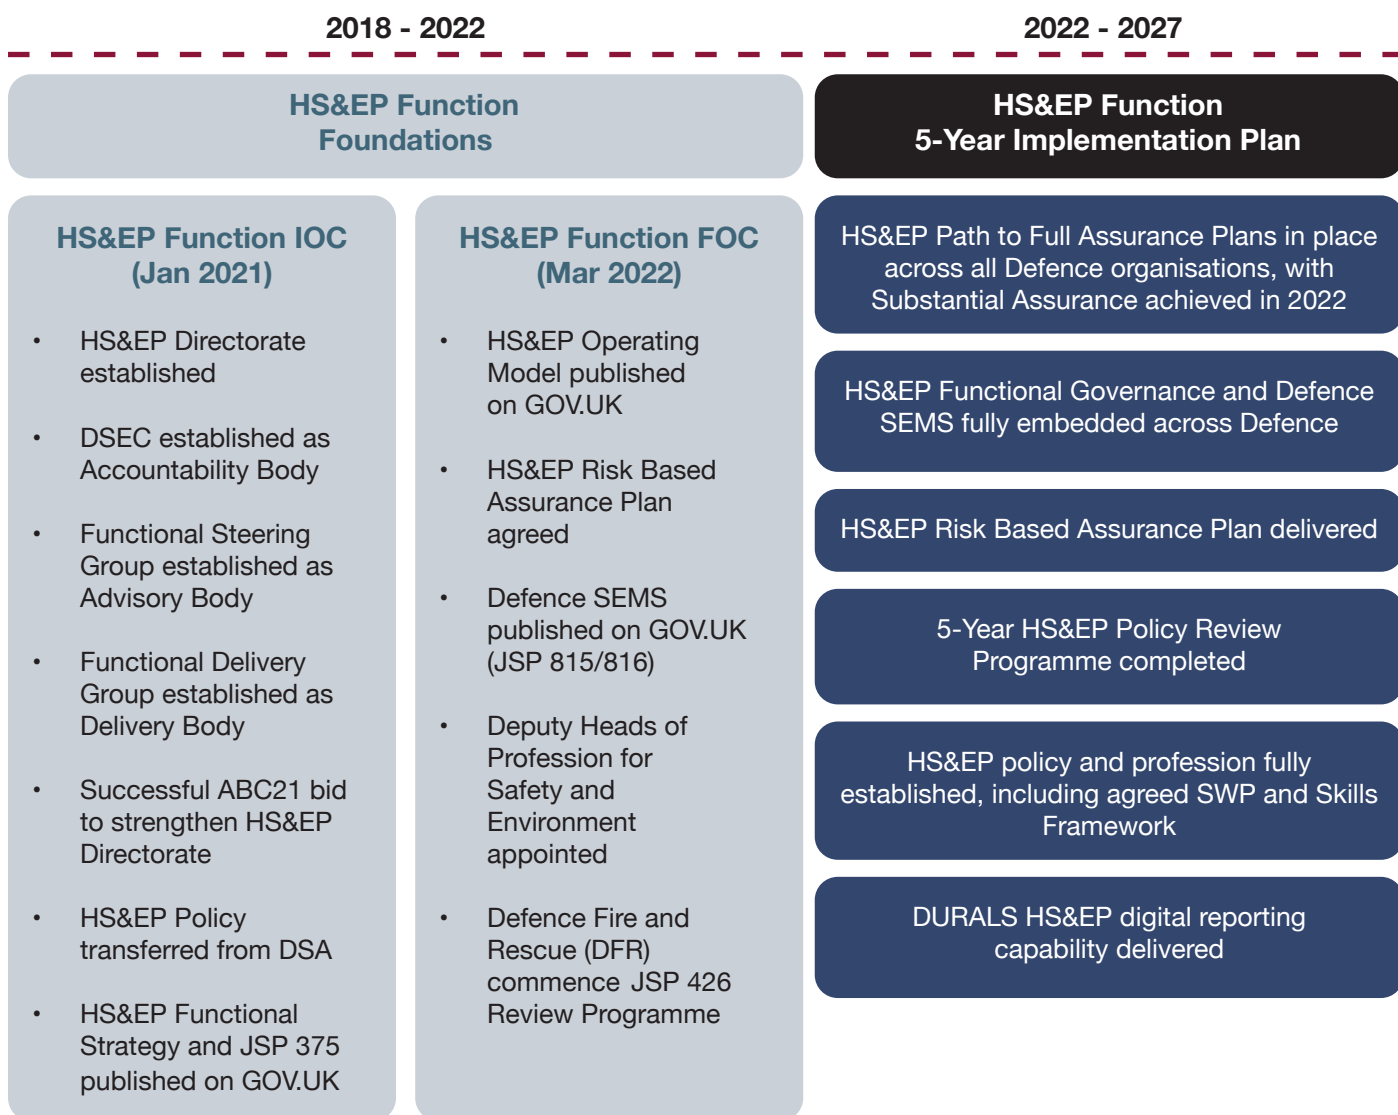 2018 - 2022
2022 - 2027
HS&EP Function
Foundations
HS&EP Function
5-Year Implementation Plan
HS&EP Function IOC
(Jan 2021)
• HS&EP Directorate
established
• DSEC established as
Accountability Body
• Functional Steering
Group established as
Advisory Body
• Functional Delivery
Group established as
Delivery Body
• Successful ABC21 bid
to strengthen HS&EP
Directorate
• HS&EP Policy
transferred from DSA
• HS&EP Functional
Strategy and JSP 375
published on GOV.UK
HS&EP Function FOC
(Mar 2022)
• HS&EP Operating
Model published
on GOV.UK
• HS&EP Risk Based
Assurance Plan
agreed
• Defence SEMS
published on GOV.UK
(JSP 815/816)
• Deputy Heads of
Profession for
Safety and
Environment
appointed
• Defence Fire and
Rescue (DFR)
commence JSP 426
Review Programme
HS&EP Path to Full Assurance Plans in place
across all Defence organisations, with
Substantial Assurance achieved in 2022
HS&EP Functional Governance and Defence
SEMS fully embedded across Defence
HS&EP Risk Based Assurance Plan delivered
5-Year HS&EP Policy Review
Programme completed
HS&EP policy and profession fully
established, including agreed SWP and Skills
Framework
DURALS HS&EP digital reporting
capability delivered